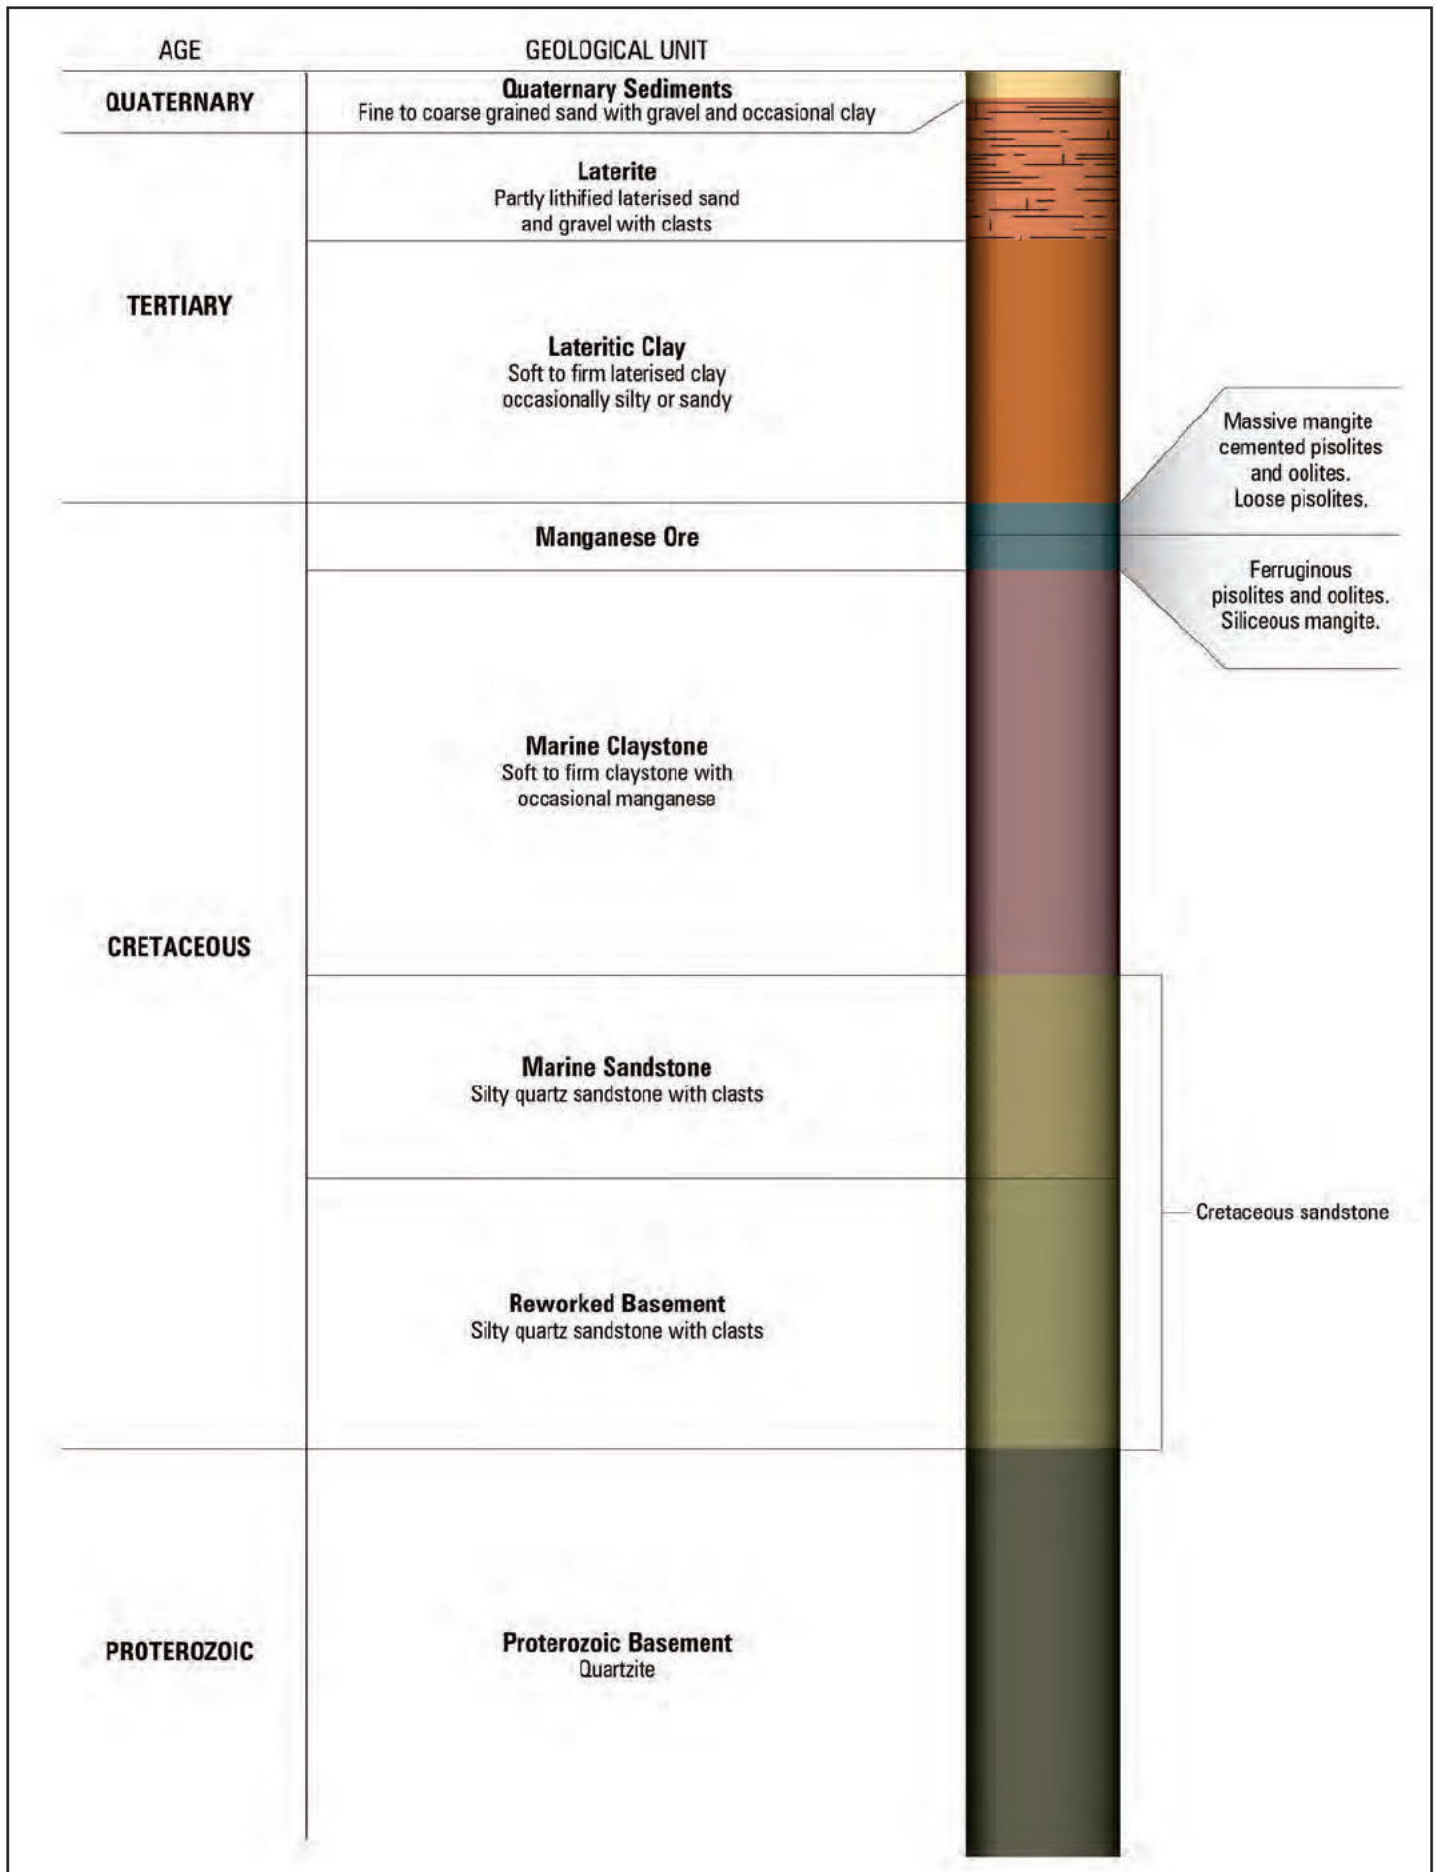 AGE
GEOLOGICAL UNIT
QUATERNARY
Quaternary Sediments
Fine to coarse grained sand with gravel and occasional clay
TERTIARY
Laterite
Partly lithified laterised sand
and gravel with clasts
Lateritic Clay
Soft to firm laterised clay
occasionally silty or sandy
Massive mangite
cemented pisolites
and oolites.
Loose pisolites.
Manganese Ore
Ferruginous
pisolites and oolites.
Siliceous mangite.
CRETACEOUS
Marine Claystone
Soft to firm claystone with
occasional manganese
Marine Sandstone
Silty quartz sandstone with clasts
Cretaceous sandstone
Reworked Basement
Silty quartz sandstone with clasts
PROTEROZOIC
Proterozoic Basement
Quartzite